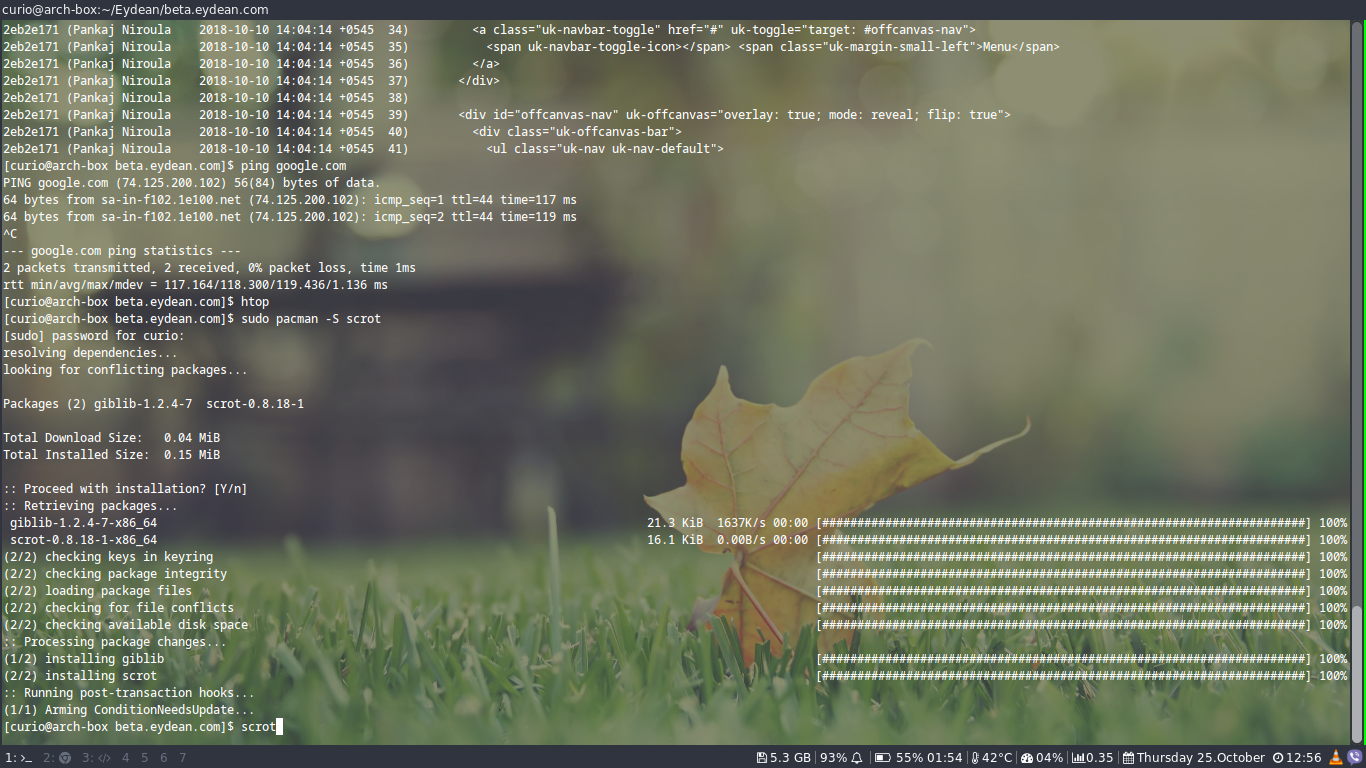 curio@arch-box:~/Eydean/beta.eydean.com
2eb2e171 (Pankaj Niroula    2018-10-10 14:04:14 +0545  34)         <a class="uk-navbar-toggle" href="#" uk-toggle="target: #offcanvas-nav">
2eb2e171 (Pankaj Niroula    2018-10-10 14:04:14 +0545  35)           <span uk-navbar-toggle-icon></span> <span class="uk-margin-small-left">Menu</span>
2eb2e171 (Pankaj Niroula    2018-10-10 14:04:14 +0545  36)         </a>
2eb2e171 (Pankaj Niroula    2018-10-10 14:04:14 +0545  37)       </div>
2eb2e171 (Pankaj Niroula    2018-10-10 14:04:14 +0545  38)
2eb2e171 (Pankaj Niroula    2018-10-10 14:04:14 +0545  39)       <div id="offcanvas-nav" uk-offcanvas="overlay: true; mode: reveal; flip: true">
2eb2e171 (Pankaj Niroula    2018-10-10 14:04:14 +0545  40)         <div class="uk-offcanvas-bar">
2eb2e171 (Pankaj Niroula    2018-10-10 14:04:14 +0545  41)           <ul class="uk-nav uk-nav-default">
[curio@arch-box beta.eydean.com]$ ping google.com
PING google.com (74.125.200.102) 56(84) bytes of data.
64 bytes from sa-in-f102.1e100.net (74.125.200.102): icmp_seq=1 ttl=44 time=117 ms
64 bytes from sa-in-f102.1e100.net (74.125.200.102): icmp_seq=2 ttl=44 time=119 ms
^C
--- google.com ping statistics ---
2 packets transmitted, 2 received, 0% packet loss, time 1ms
rtt min/avg/max/mdev = 117.164/118.300/119.436/1.136 ms
[curio@arch-box beta.eydean.com]$ htop
[curio@arch-box beta.eydean.com]$ sudo pacman -S scrot
[sudo] password for curio:
resolving dependencies...
looking for conflicting packages...
Packages (2) giblib-1.2.4-7  scrot-0.8.18-1
Total Download Size:   0.04 MiB
Total Installed Size:  0.15 MiB
:: Proceed with installation? [Y/n]
:: Retrieving packages...
giblib-1.2.4-7-x86_64 21.3 KiB  1637K/s 00:00 [#####################################################################] 100%
scrot-0.8.18-1-x86_64 16.1 KiB  0.00B/s 00:00 [#####################################################################] 100%
(2/2) checking keys in keyring [#####################################################################] 100%
(2/2) checking package integrity [#####################################################################] 100%
(2/2) loading package files [#####################################################################] 100%
(2/2) checking for file conflicts [#####################################################################] 100%
(2/2) checking available disk space [#####################################################################] 100%
:: Processing package changes...
(1/2) installing giblib [#####################################################################] 100%
(2/2) installing scrot [#####################################################################] 100%
:: Running post-transaction hooks...
(1/1) Arming ConditionNeedsUpdate...
[curio@arch-box beta.eydean.com]$ scrot
1: 2: 3: 4 5 6 7 5.3 GB | 93% | 55% 01:54 | 42°C | 04% | 0.35 | Thursday 25.October 12:56